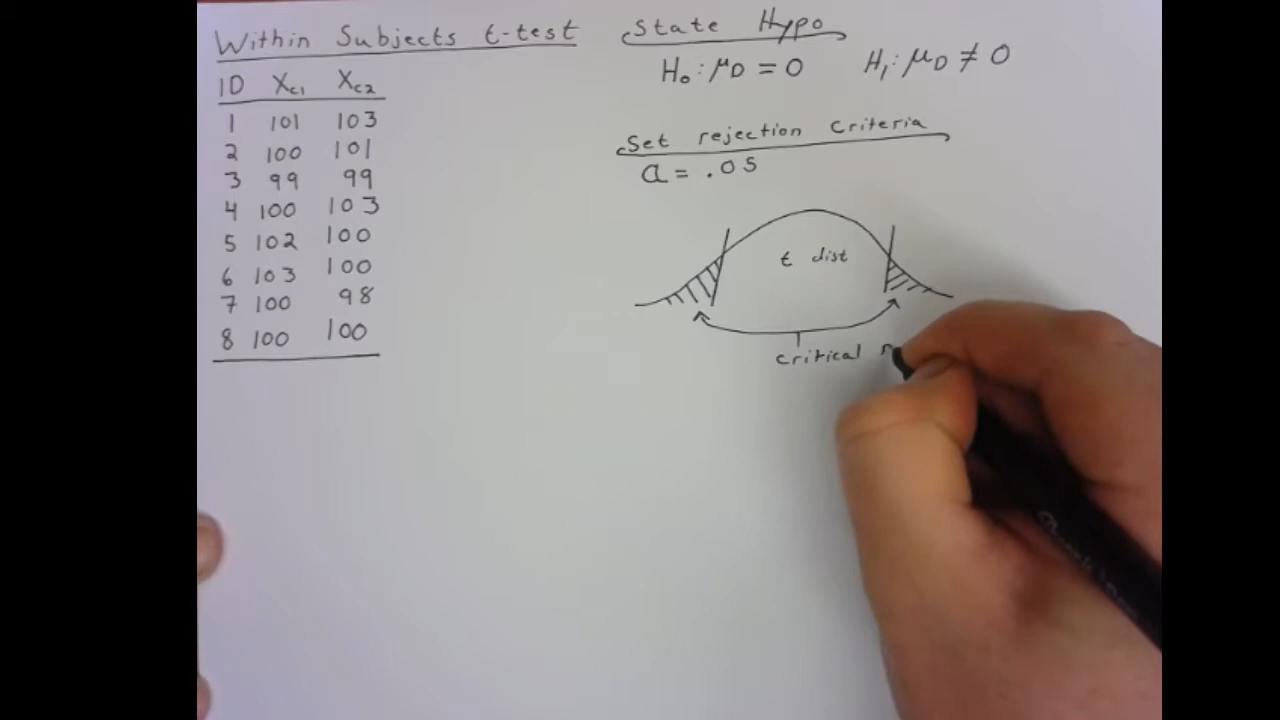 Within Subjects t-test
ID Xc1 Xc2
1 101 103
2 100 101
3 99 99
4 100 103
5 102 100
6 103 100
7 100 98
8 100 100
State Hypo
H₀: μD = 0 H₁: μD ≠ 0
Set rejection criteria
α = .05
t dist
critical r